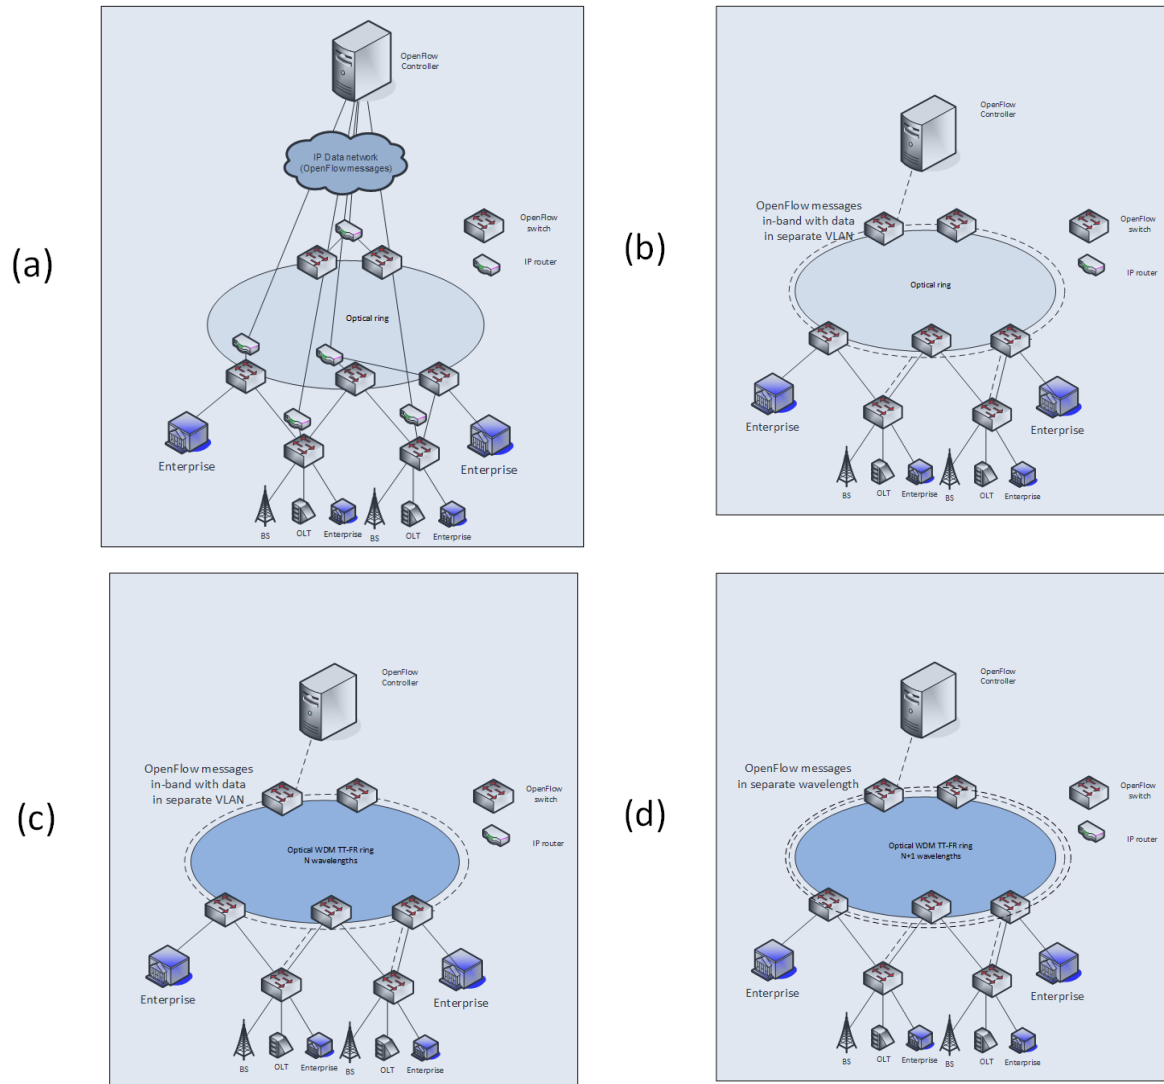 (a)
OpenFlow
Controller
IP Data network
(OpenFlow messages)
OpenFlow
switch
IP router
Optical ring
Enterprise
Enterprise
BS
OLT
Enterprise
BS
OLT
Enterprise
(b)
OpenFlow
Controller
OpenFlow messages
in-band with data
in separate VLAN
OpenFlow
switch
IP router
Optical ring
Enterprise
Enterprise
BS
OLT
Enterprise
BS
OLT
Enterprise
(c)
OpenFlow
Controller
OpenFlow messages
in-band with data
in separate VLAN
OpenFlow
switch
IP router
Optical WDM TT-FR ring
N wavelengths
Enterprise
Enterprise
BS
OLT
Enterprise
BS
OLT
Enterprise
(d)
OpenFlow
Controller
OpenFlow messages
in separate wavelength
OpenFlow
switch
IP router
Optical WDM TT-FR ring
N+1 wavelengths
Enterprise
Enterprise
BS
OLT
Enterprise
BS
OLT
Enterprise